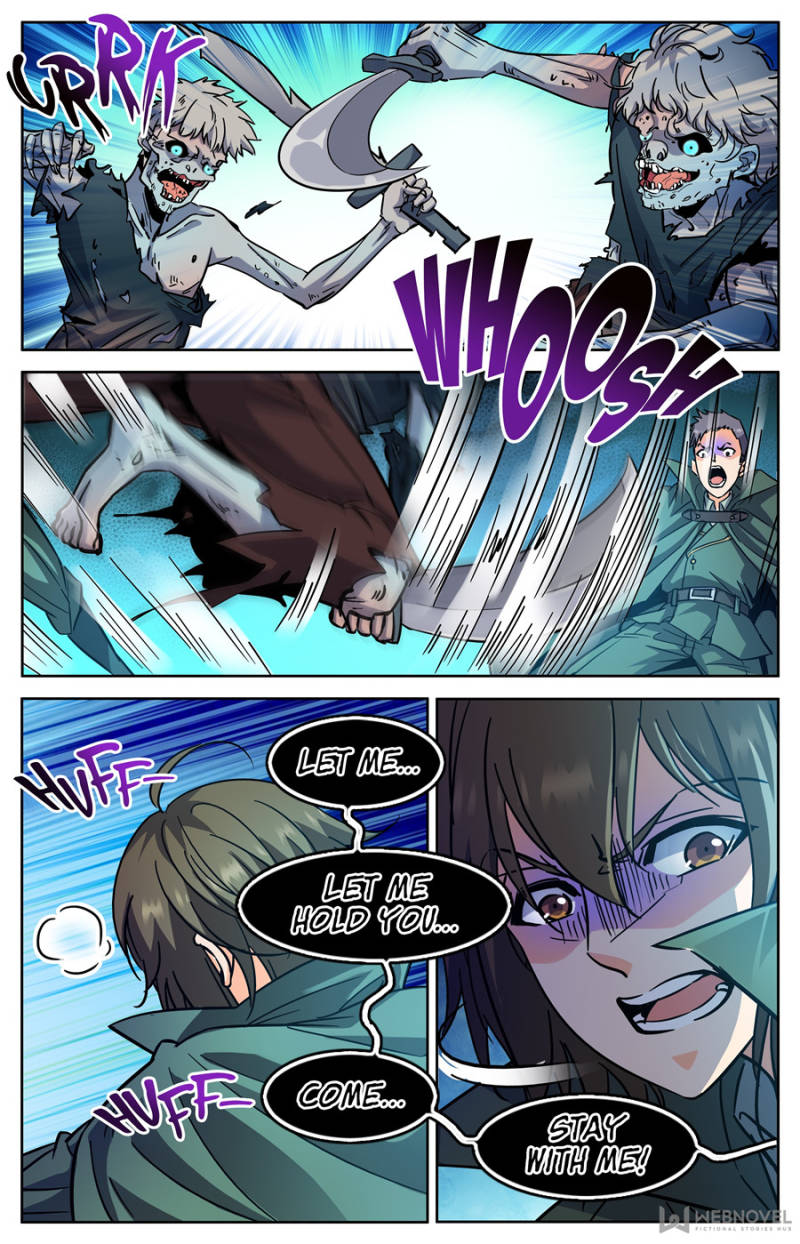 URRK
WHOOSH
HUFF-
LET ME...
LET ME
HOLD YOU...
HUFF-
COME...
STAY
WITH ME!
WEBNOVEL
FICTIONAL STORIES HUB